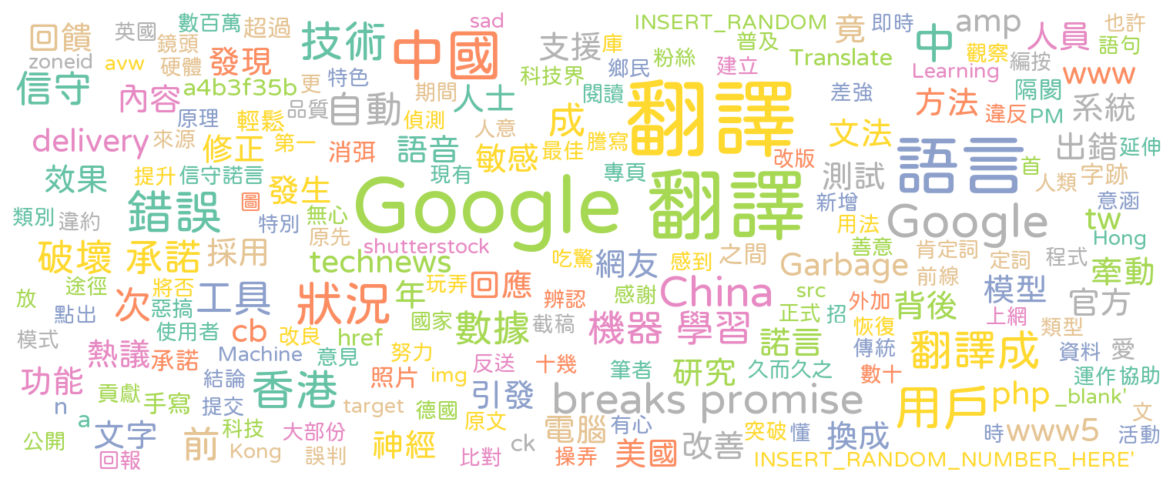 英國 數百萬 超過 sad INSERT_RANDOM 竟 即時 amp 人員 也許
回饋 鏡頭 技術 中國 支援 庫 粉絲 普及 Translate 中 觀察 編按 語句
zoneid avw 硬體 發現 更 特色 科技界 鄉民 建立 Learning www
信守 內容 a4b3f35b 品質 自動 期間 人士 閱讀 翻譯 差強 方法 違反 隔閡 PM 系統
delivery 來源 原理 輕鬆 第一 偵測 人意 成 謄寫 文法 語言 出錯 延伸
修正 消弭 語音 敏感 最佳 改版 測試 首
效果 提升 信守諾言 發生 現有 專頁 新增 人類 字跡 意涵
類別 違約 錯誤 圖 特別 無心 原先 Google 翻譯 用法 Google tw Hong
破壞 承諾 採用 shutterstock technews 吃驚 網友 感到 之間 善意 肯定詞 定詞 程式 牽動
放 途徑 將否 惡搞 工具 狀況 年 玩弄 回應 辨認 感謝 China Garbage src 前線 模型 官方
點出 次 使用者 cb 改良 href 國家 數據 截稿 機器 學習 正式 招 外加 背後 恢復 上網 類型
模式 熱議 承諾 Machine 意見 努力 反送 十幾 筆者 諾言 久而久之 傳統 翻譯成 資料 愛
功能 貢獻 結論 香港 照片 img 引發 研究 數十 運作 協助
n a 手寫 提交 target 德國 原文 breaks promise 用戶 php _blank' 文
公開 文字 科技 大部份 前 Kong 神經 ck 電腦 有心 改善 突破 懂 換成 時 www5 活動
回報 誤判 比對 操弄 美國 INSERT_RANDOM_NUMBER_HERE'